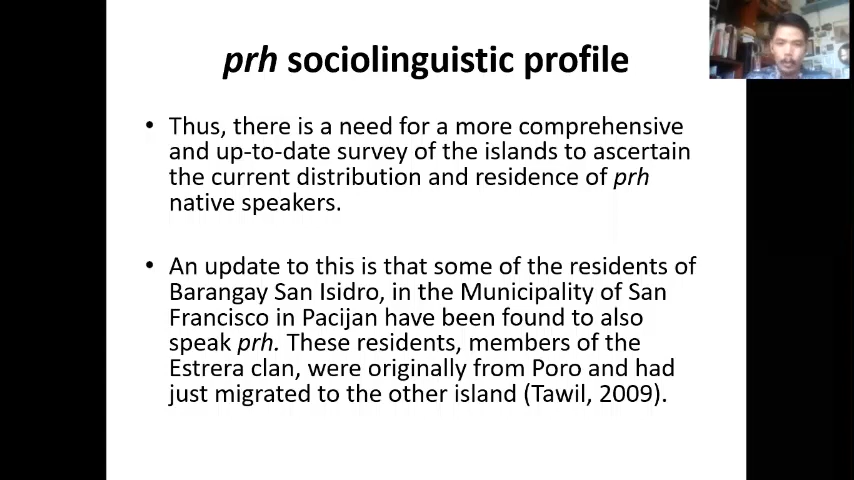 prh sociolinguistic profile
• Thus, there is a need for a more comprehensive
and up-to-date survey of the islands to ascertain
the current distribution and residence of prh
native speakers.
• An update to this is that some of the residents of
Barangay San Isidro, in the Municipality of San
Francisco in Pacijan have been found to also
speak prh. These residents, members of the
Estrera clan, were originally from Poro and had
just migrated to the other island (Tawil, 2009).